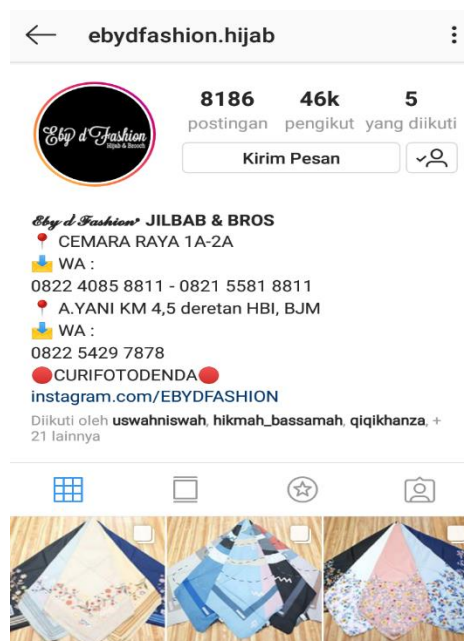 ebydfashion.hijab
8186 46k 5
postingan pengikut yang diikuti
Kirim Pesan
Eby d' Fashion
Hijab & Brooch
Eby d Fashion® JILBAB & BROS
📍 CEMARA RAYA 1A-2A
📩 WA :
0822 4085 8811 - 0821 5581 8811
📍 A.YANI KM 4,5 deretan HBI, BJM
📩 WA :
0822 5429 7878
🔴CURIFOTODENDA🔴
instagram.com/EBYDFASHION
Diikuti oleh uswahniswah, hikmah_bassamah, qiqikhanza, +
21 lainnya